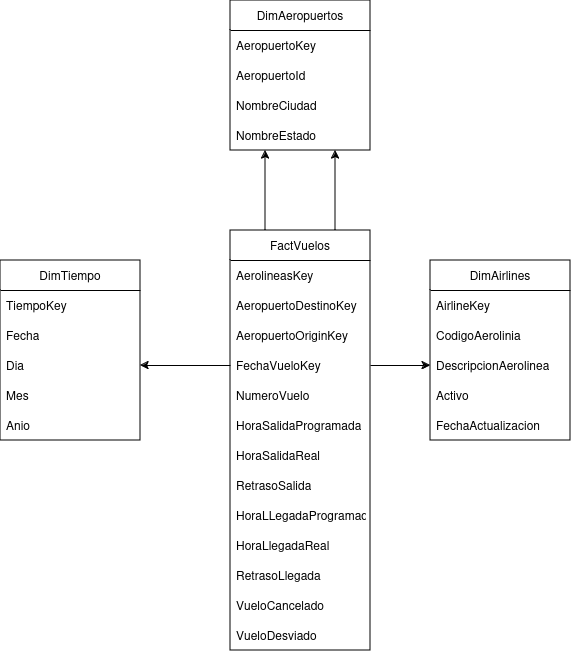 DimAeropuertos
AeropuertoKey
AeropuertoId
NombreCiudad
NombreEstado
FactVuelos
AerolineasKey
AeropuertoDestinoKey
AeropuertoOriginKey
FechaVueloKey
NumeroVuelo
HoraSalidaProgramada
HoraSalidaReal
RetrasoSalida
HoraLLegadaProgramac
HoraLlegadaReal
RetrasoLlegada
VueloCancelado
VueloDesviado
DimTiempo
TiempoKey
Fecha
Dia
Mes
Anio
DimAirlines
AirlineKey
CodigoAerolinia
DescripcionAerolinea
Activo
FechaActualizacion